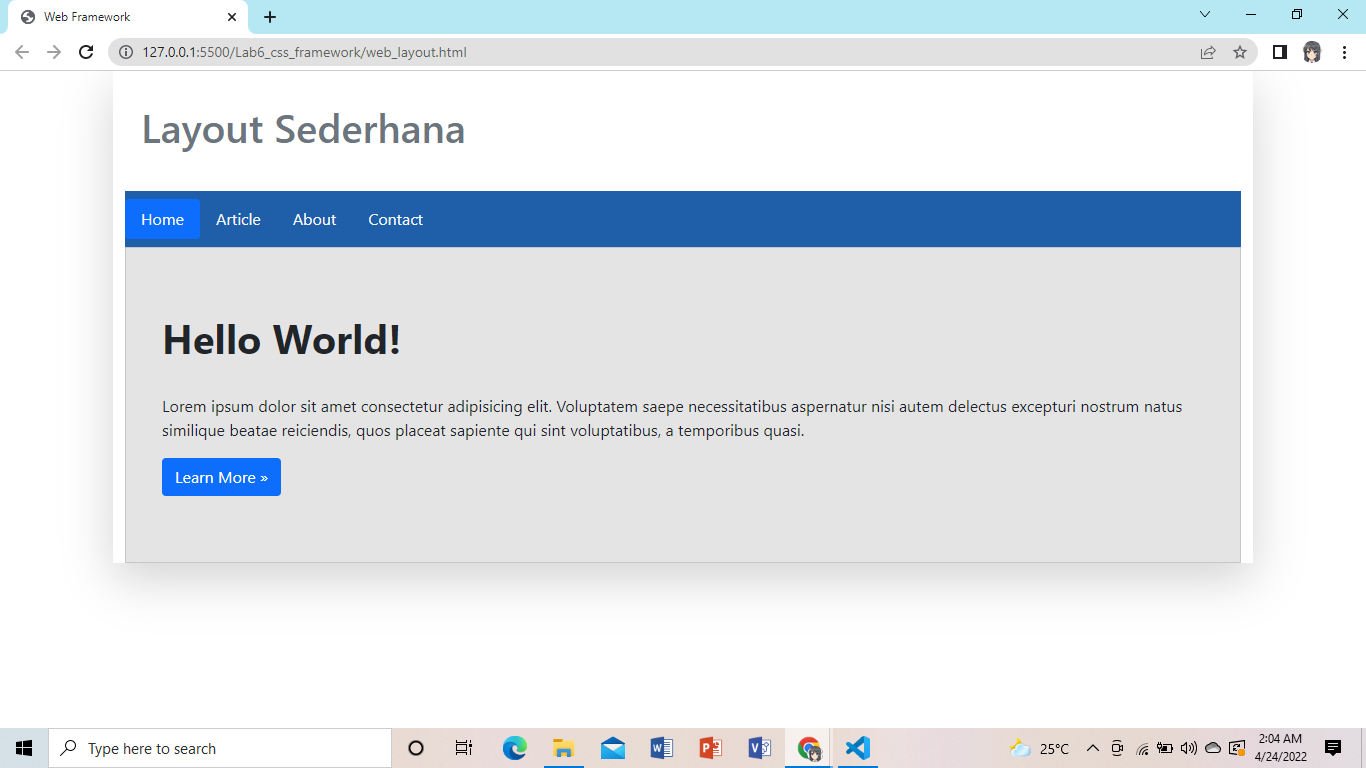 Web Framework
127.0.0.1:5500/Lab6_css_framework/web_layout.html
Layout Sederhana
Home Article About Contact
Hello World!
Lorem ipsum dolor sit amet consectetur adipisicing elit. Voluptatem saepe necessitatibus aspernatur nisi autem delectus excepturi nostrum natus
similique beatae reiciendis, quos placeat sapiente qui sint voluptatibus, a temporibus quasi.
Learn More »
Type here to search
25°C
2:04 AM
4/24/2022